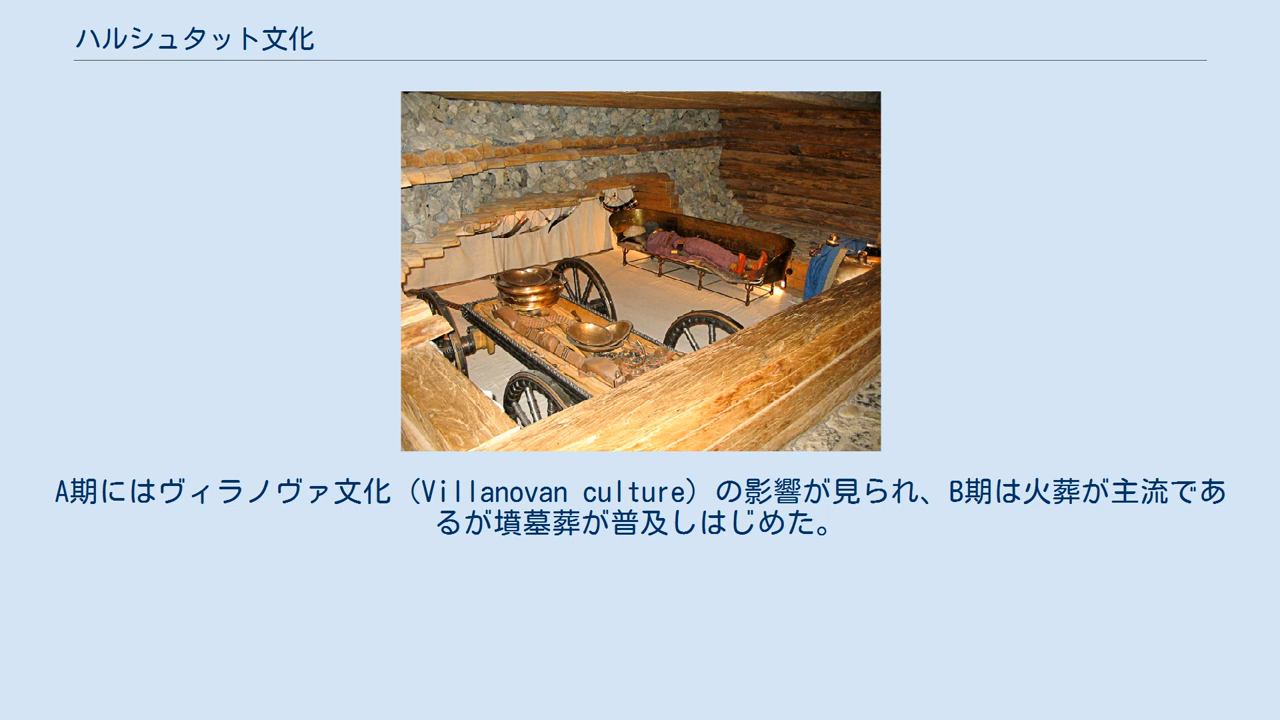 ハルシュタット文化
A期にはヴィラノヴァ文化（Villanovan culture）の影響が見られ、B期は火葬が主流であ
るが墳墓葬が普及しはじめた。